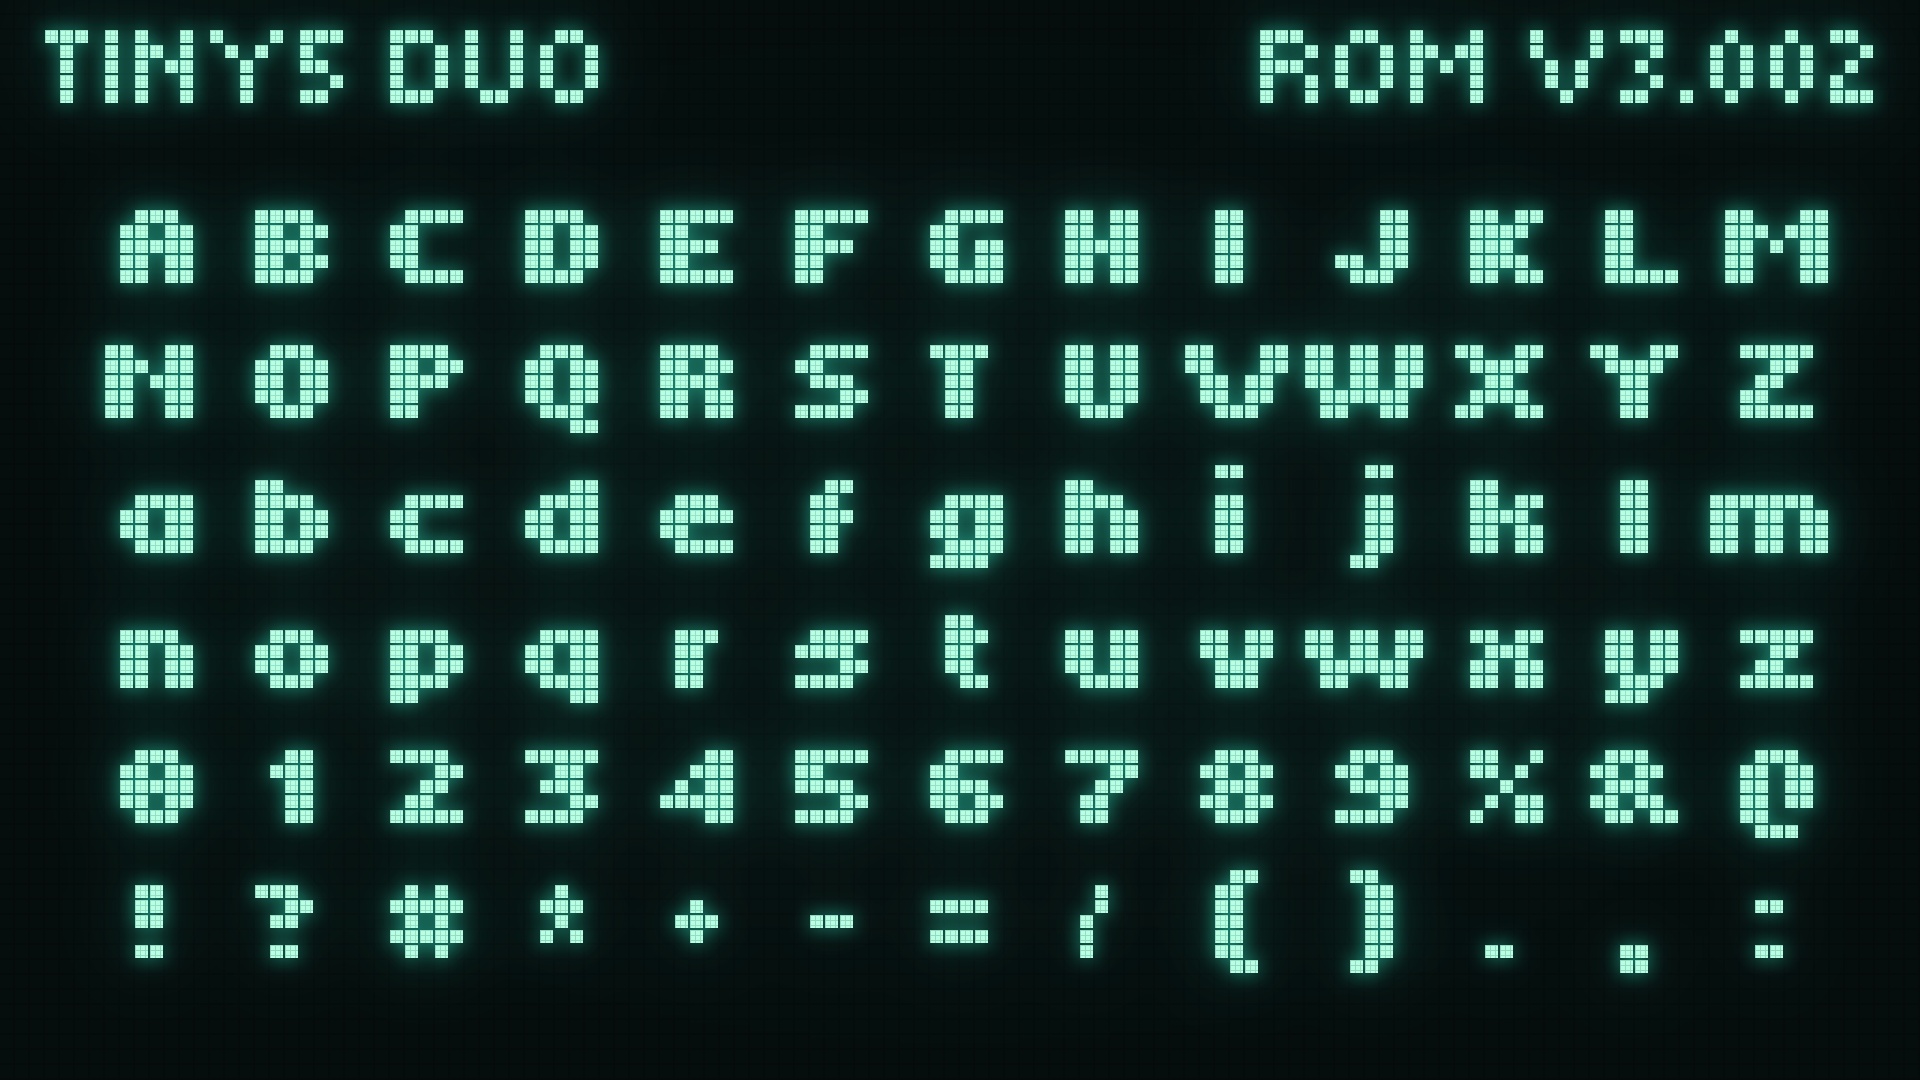 TINY5 DUO ROM V3.002
A B C D E F G H I J K L M
N O P Q R S T U V W X Y Z
a b c d e f g h i j k l m
n o p q r s t u v w x y z
0 1 2 3 4 5 6 7 8 9 % & @
! ? # * + - = / ( ) . , :